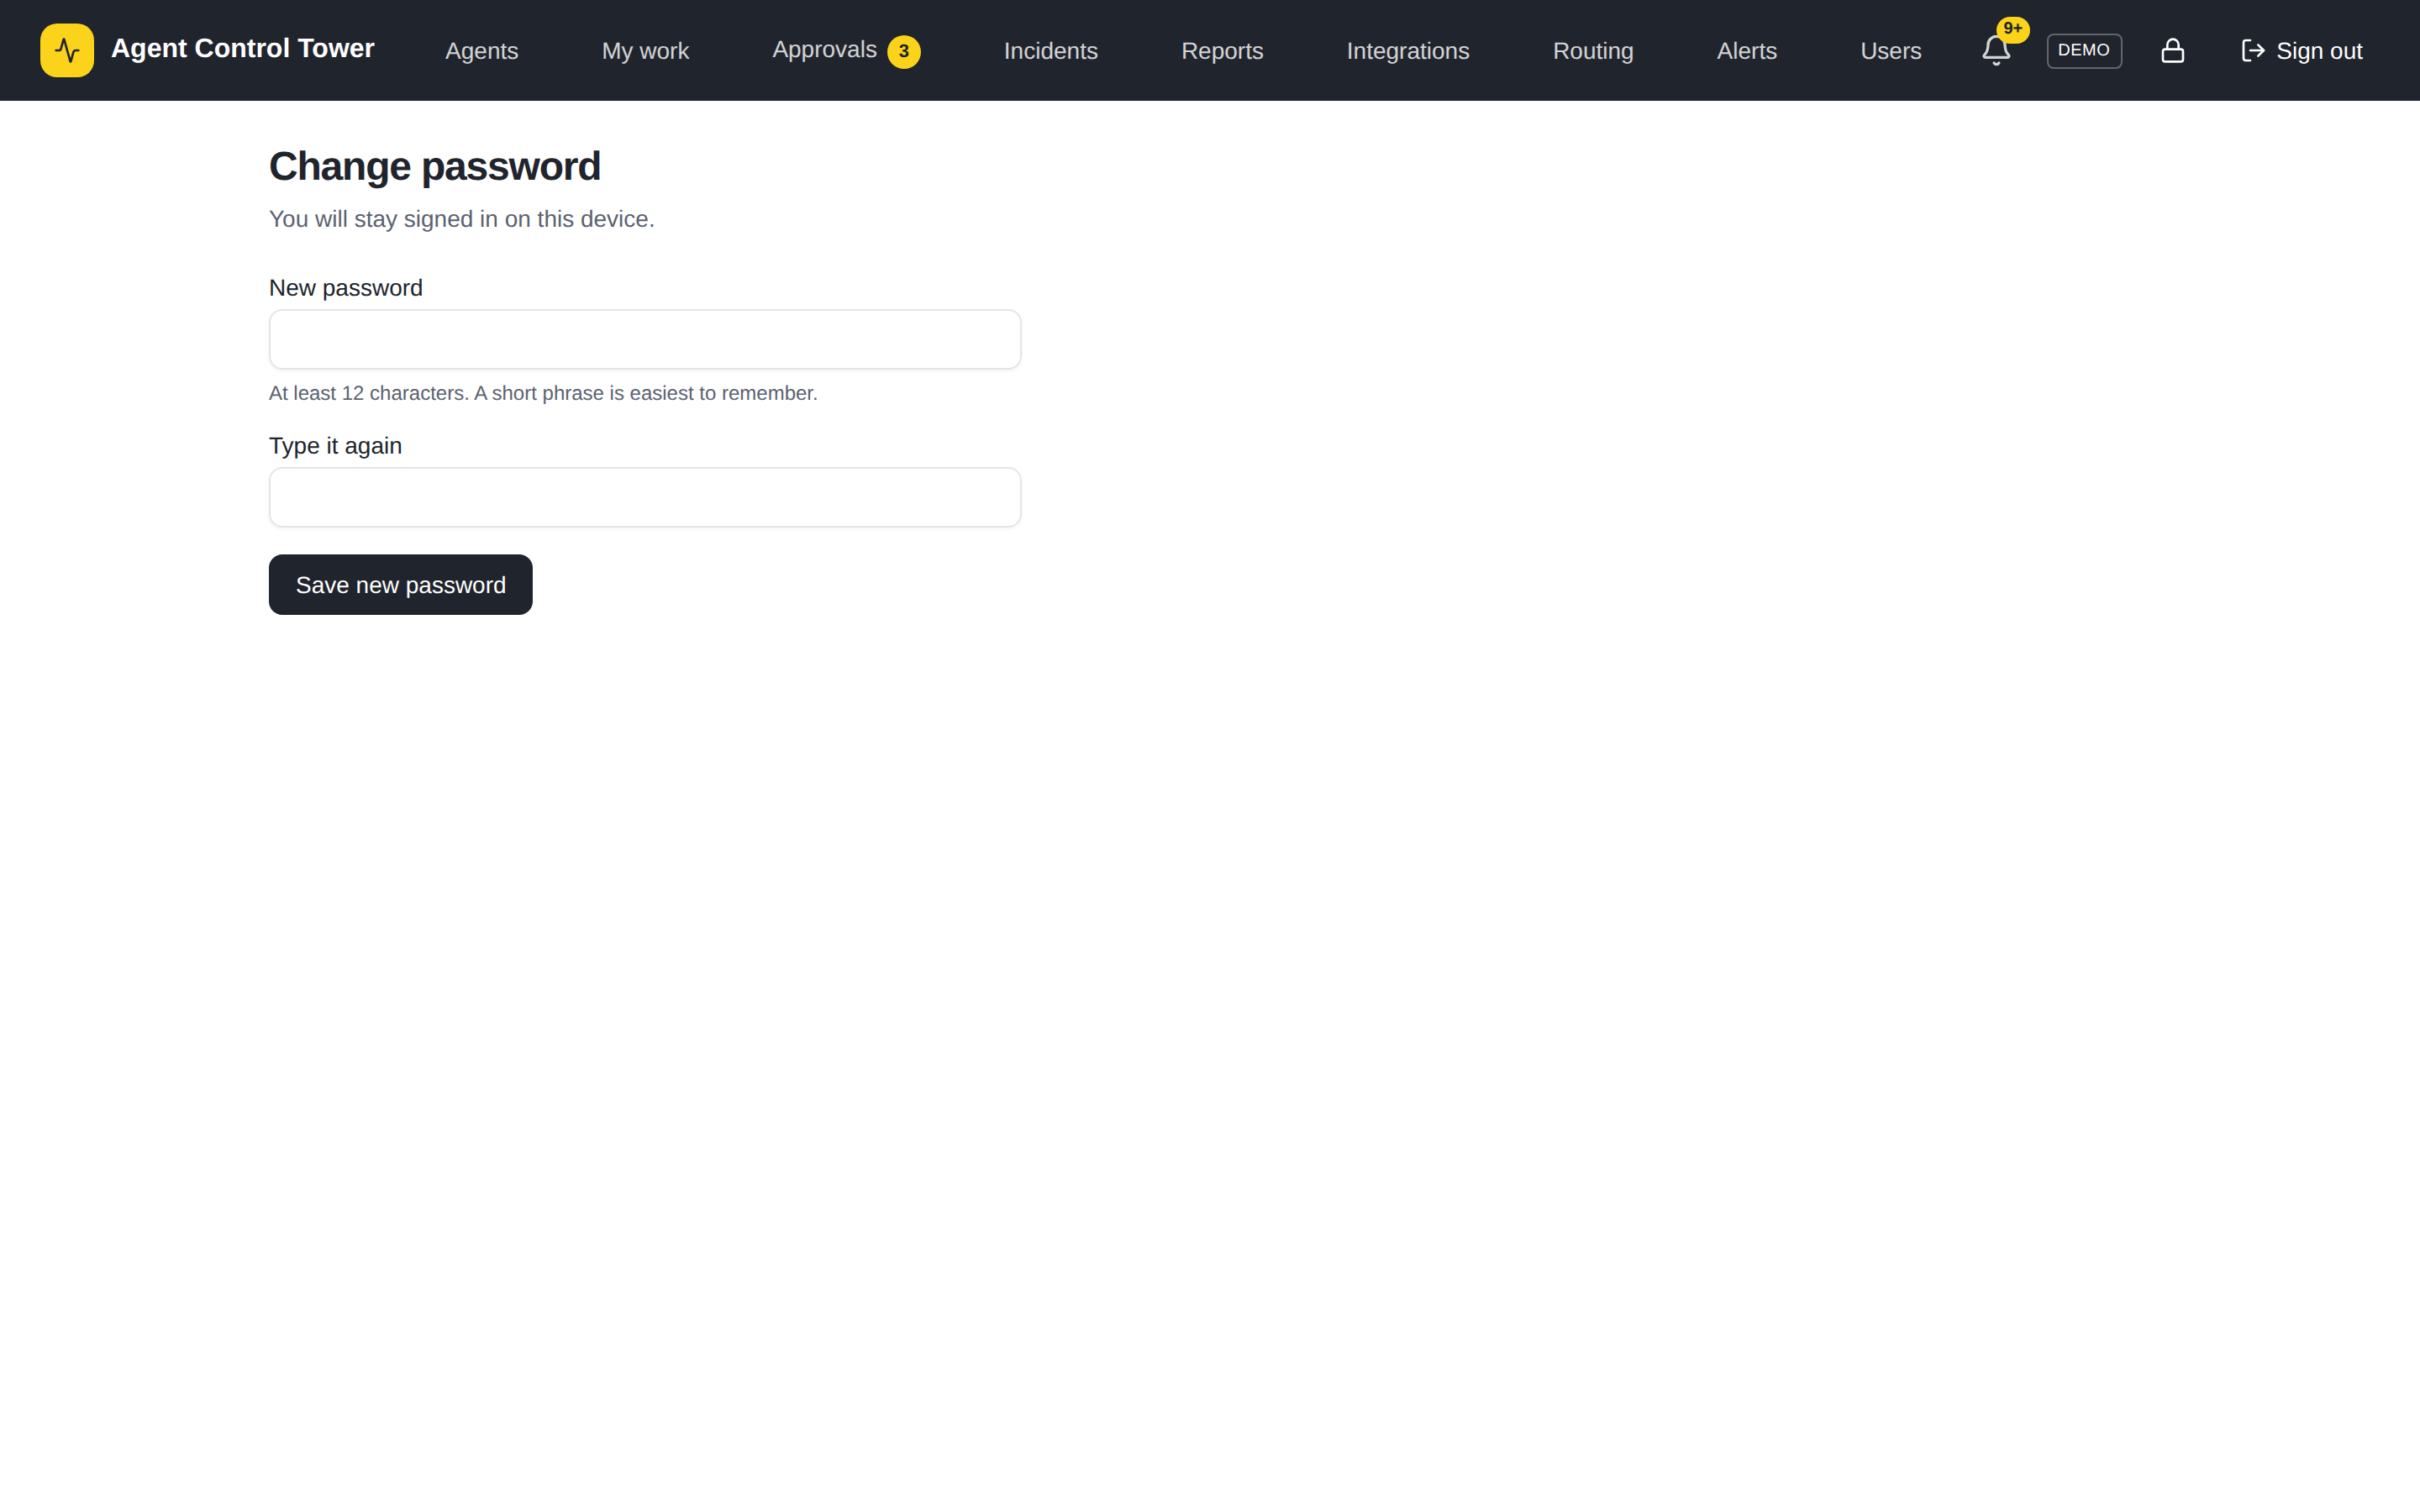 Agent Control Tower Agents My work Approvals 3 Incidents Reports Integrations Routing Alerts Users 9+ DEMO Sign out
Change password
You will stay signed in on this device.
New password
At least 12 characters. A short phrase is easiest to remember.
Type it again
Save new password